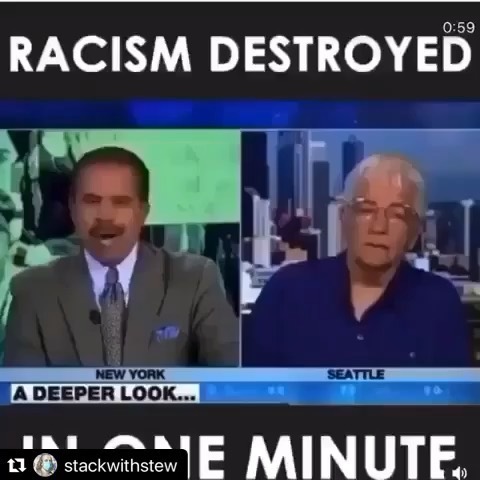 0:59
RACISM DESTROYED
NEW YORK
SEATTLE
A DEEPER LOOK...
IN ONE MINUTE
stackwithstew